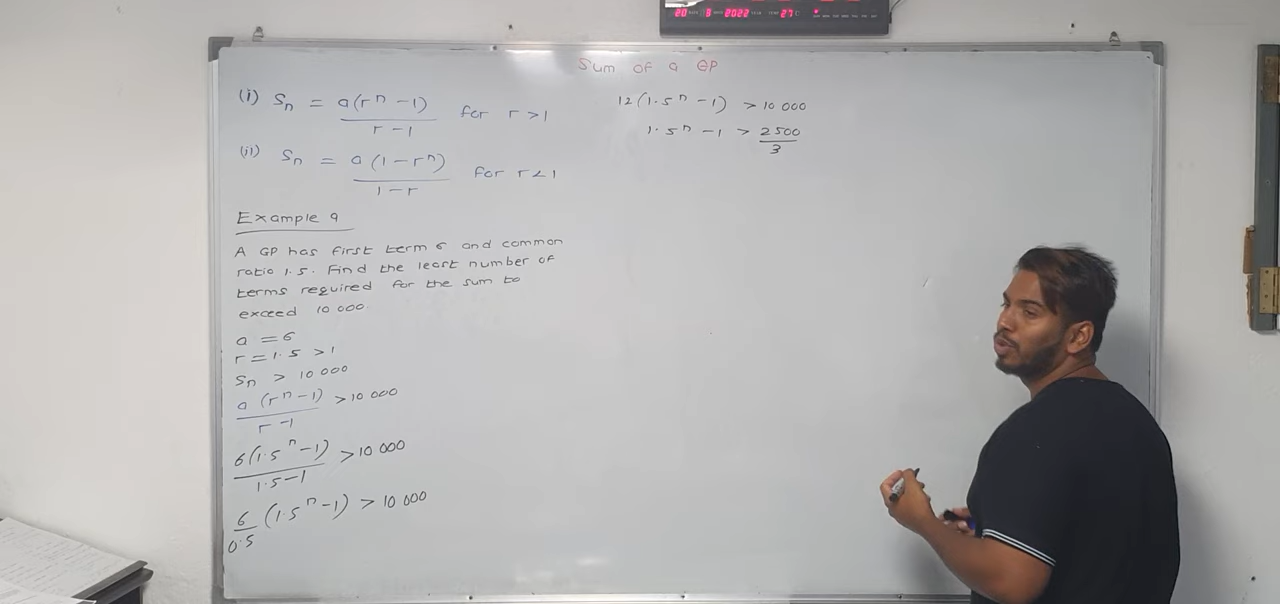 20 8 2022 27 C
Sum of a GP
(i) Sn = a(r^n - 1) / r - 1 for r > 1
(ii) Sn = a(1 - r^n) / 1 - r for r < 1
Example 9
A GP has first term 6 and common
ratio 1.5. Find the least number of
terms required for the sum to
exceed 10 000.
a = 6
r = 1.5 > 1
Sn > 10 000
a(r^n - 1) / r - 1 > 10 000
6(1.5^n - 1) / 1.5 - 1 > 10 000
6 / 0.5 (1.5^n - 1) > 10 000
12(1.5^n - 1) > 10 000
1.5^n - 1 > 2500 / 3